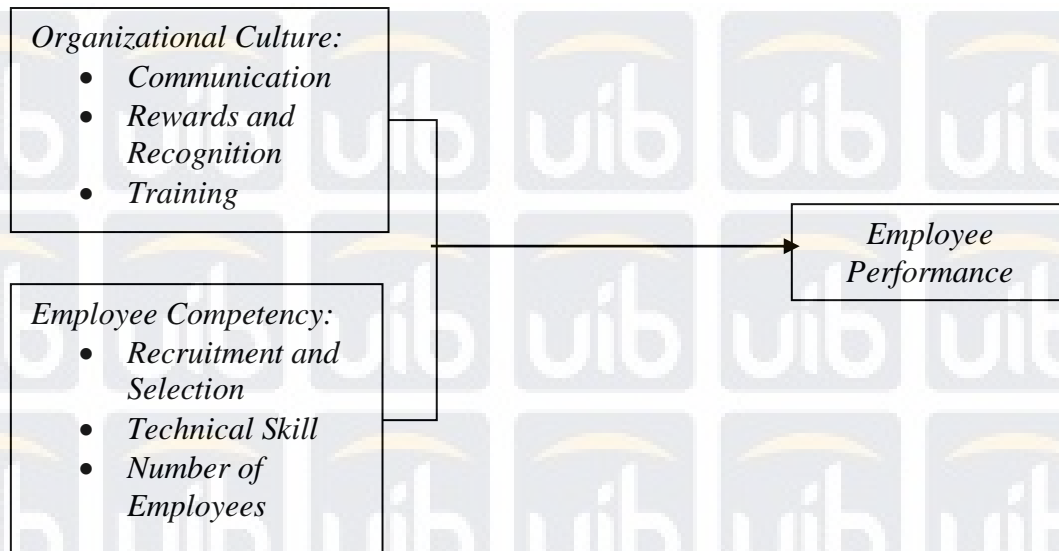 Organizational Culture:
• Communication
• Rewards and
Recognition
• Training
Employee Competency:
• Recruitment and
Selection
• Technical Skill
• Number of
Employees
Employee
Performance
uib